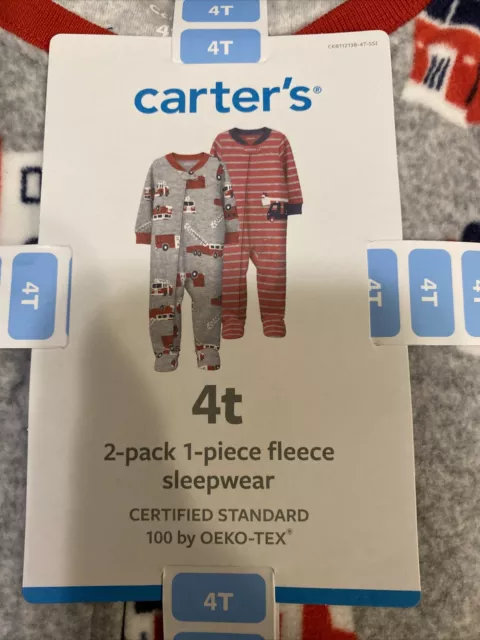 4T
4T
carter's®
4t
2-pack 1-piece fleece
sleepwear
CERTIFIED STANDARD
100 by OEKO-TEX®
4T
4T
4T
4T
4T